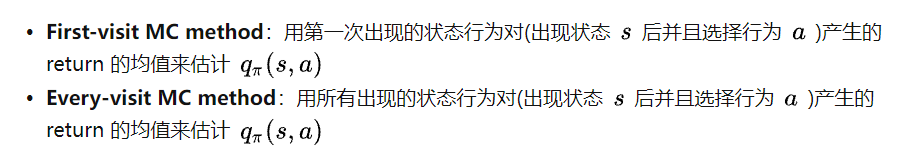 • First-visit MC method：用第一次出现的状态行为对(出现状态 s 后并且选择行为 a )产生的
return 的均值来估计 qπ(s, a)
• Every-visit MC method：用所有出现的状态行为对(出现状态 s 后并且选择行为 a )产生的
return 的均值来估计 qπ(s, a)